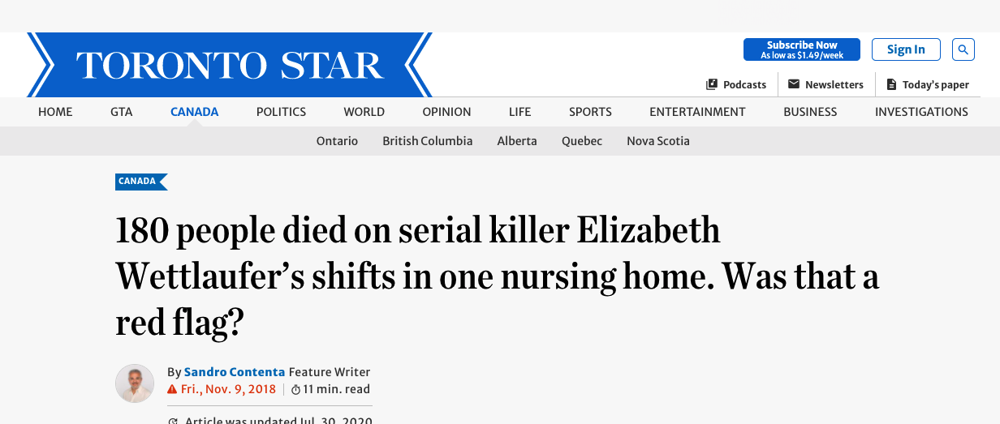 TORONTO STAR
Subscribe Now
As low as $1.49/week
Sign In
Podcasts
Newsletters
Today's paper
HOME GTA CANADA POLITICS WORLD OPINION LIFE SPORTS ENTERTAINMENT BUSINESS INVESTIGATIONS
Ontario British Columbia Alberta Quebec Nova Scotia
CANADA
180 people died on serial killer Elizabeth
Wettlaufer's shifts in one nursing home. Was that a
red flag?
By Sandro Contenta Feature Writer
Fri., Nov. 9, 2018 11 min. read
Article was updated Jul. 30, 2020